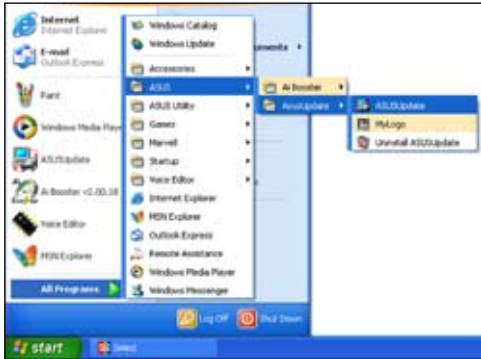 Internet
Internet Explorer
E-mail
Outlook Express
Paint
Windows Media Player
ASUSUpdate
Ai Booster v2.00.18
Voice Editor
MSN Explorer
All Programs
Windows Catalog
Windows Update
Accessories
ASUS
ASUS Utility
Games
Marvell
Startup
Voice Editor
Internet Explorer
MSN Explorer
Outlook Express
Remote Assistance
Windows Media Player
Windows Messenger
Ai Booster
AsusUpdate
ASUSUpdate
MyLogo
Uninstall ASUSUpdate
Log Off
Shut Down
start